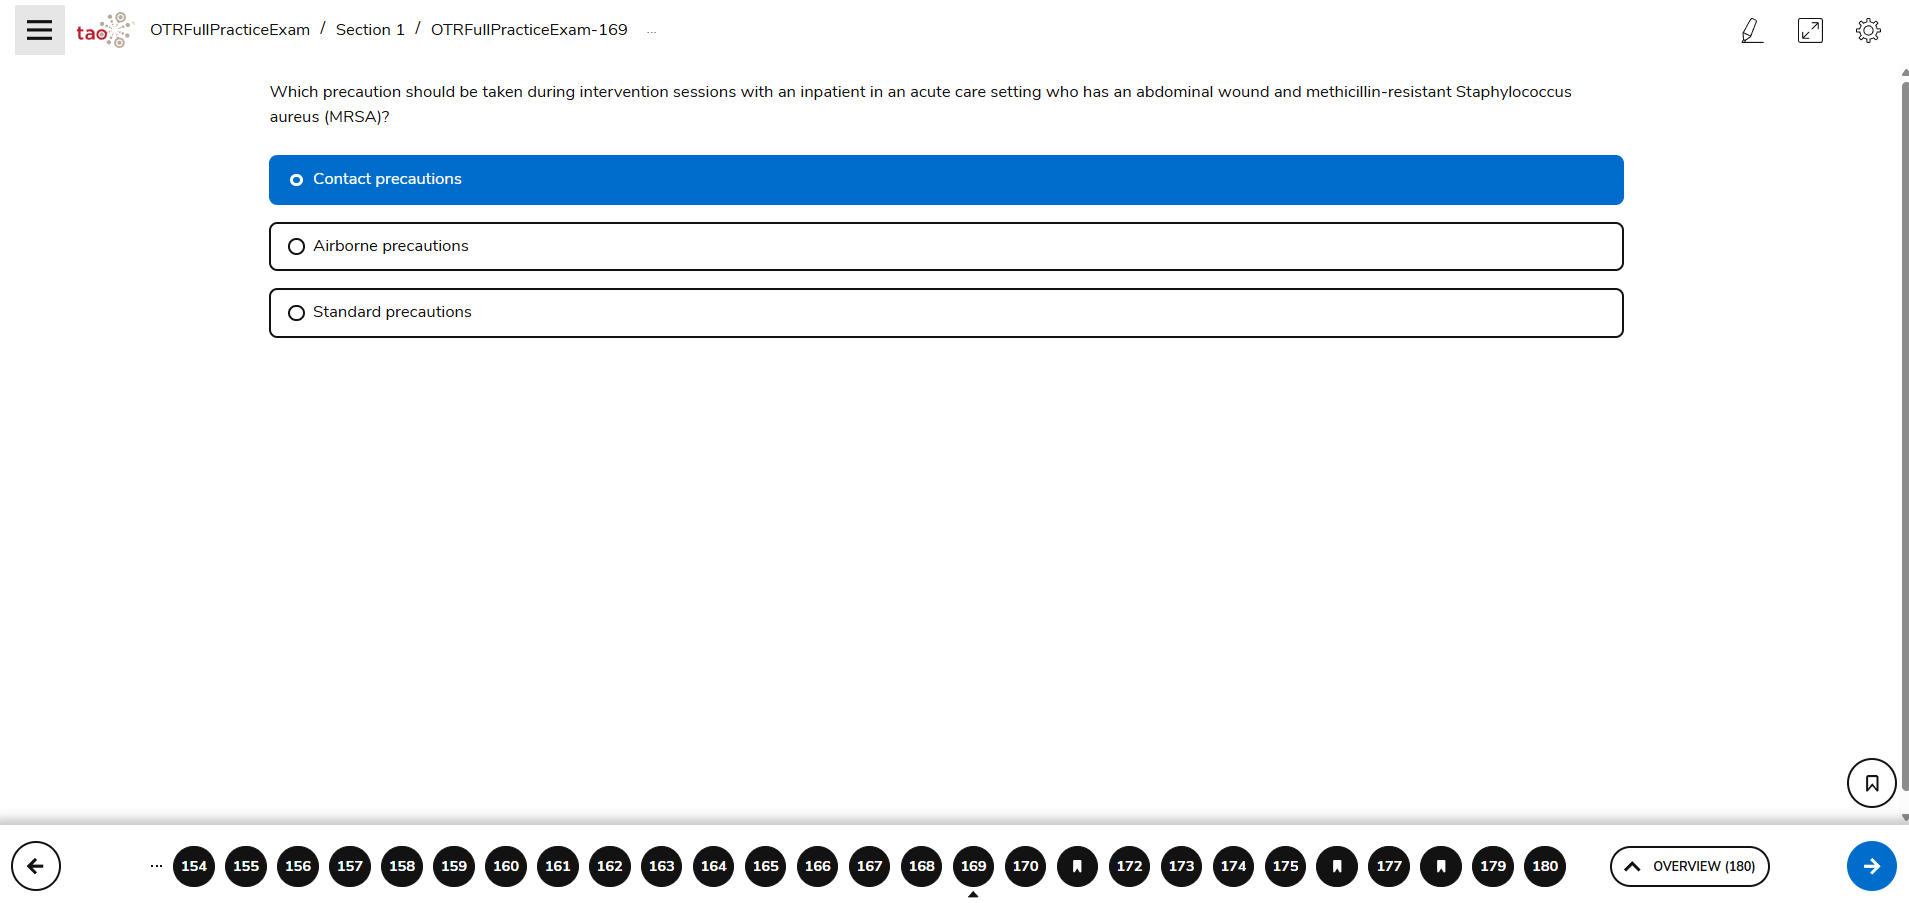 tao OTRFullPracticeExam / Section 1 / OTRFullPracticeExam-169 ...
Which precaution should be taken during intervention sessions with an inpatient in an acute care setting who has an abdominal wound and methicillin-resistant Staphylococcus
aureus (MRSA)?
Contact precautions
Airborne precautions
Standard precautions
... 154 155 156 157 158 159 160 161 162 163 164 165 166 167 168 169 170 172 173 174 175 177 179 180 OVERVIEW (180)